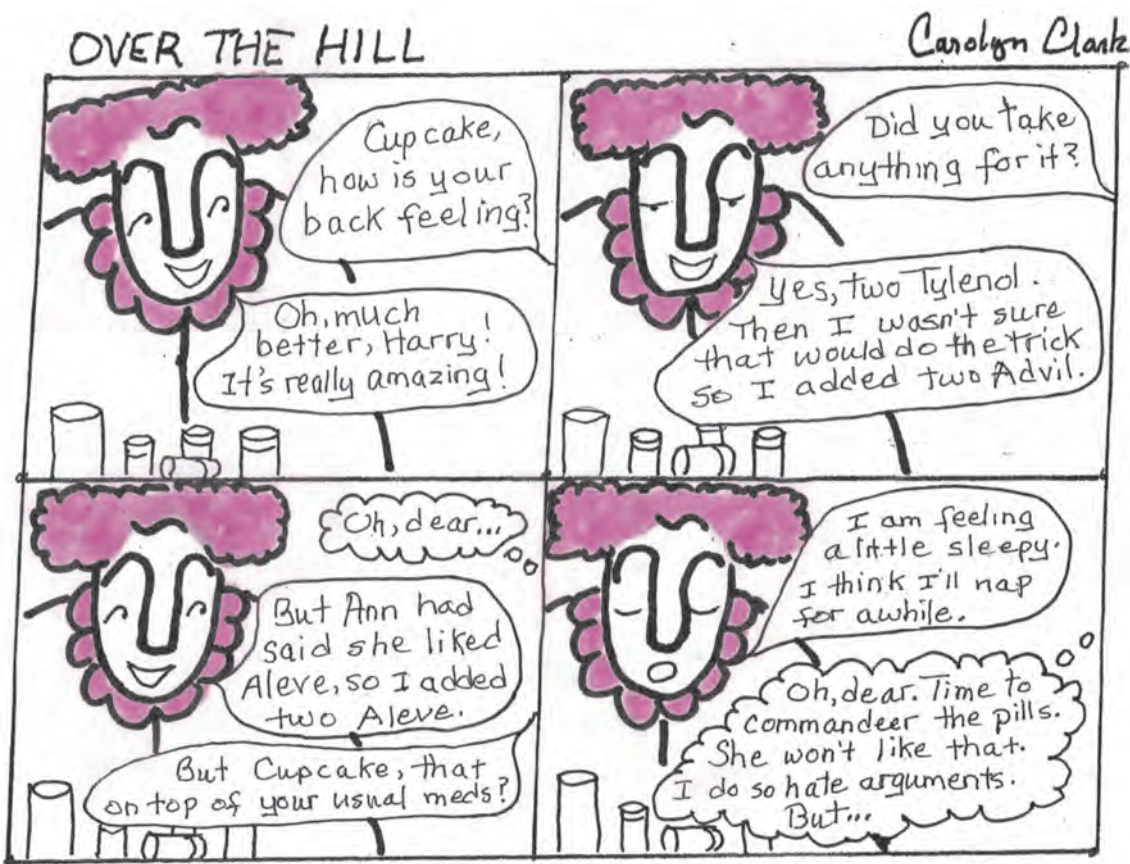 OVER THE HILL
Carolyn Clark
Cupcake,
how is your
back feeling?
Oh, much
better, Harry!
It's really amazing!
Did you take
anything for it?
Yes, two Tylenol.
Then I wasn't sure
that would do the trick
so I added two Advil.
Oh, dear...
But Ann had
said she liked
Aleve, so I added
two Aleve.
But Cupcake, that
on top of your usual meds?
I am feeling
a little sleepy.
I think I'll nap
for awhile.
Oh, dear. Time to
commandeer the pills.
She won't like that.
I do so hate arguments.
But...